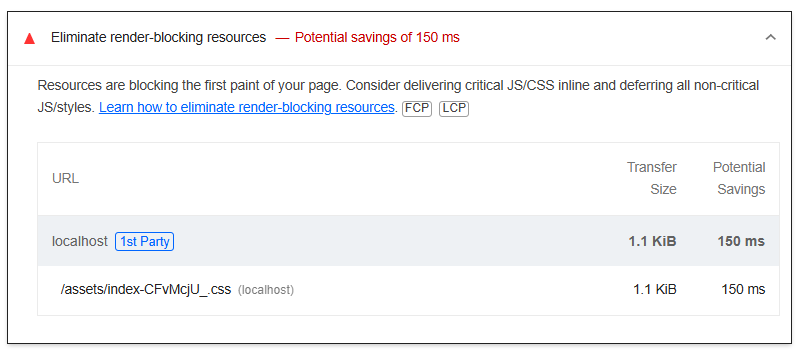 Eliminate render-blocking resources — Potential savings of 150 ms
Resources are blocking the first paint of your page. Consider delivering critical JS/CSS inline and deferring all non-critical
JS/styles. Learn how to eliminate render-blocking resources. FCP LCP
URL Transfer Size Potential Savings
localhost 1st Party 1.1 KiB 150 ms
/assets/index-CFvMcjU_.css (localhost) 1.1 KiB 150 ms